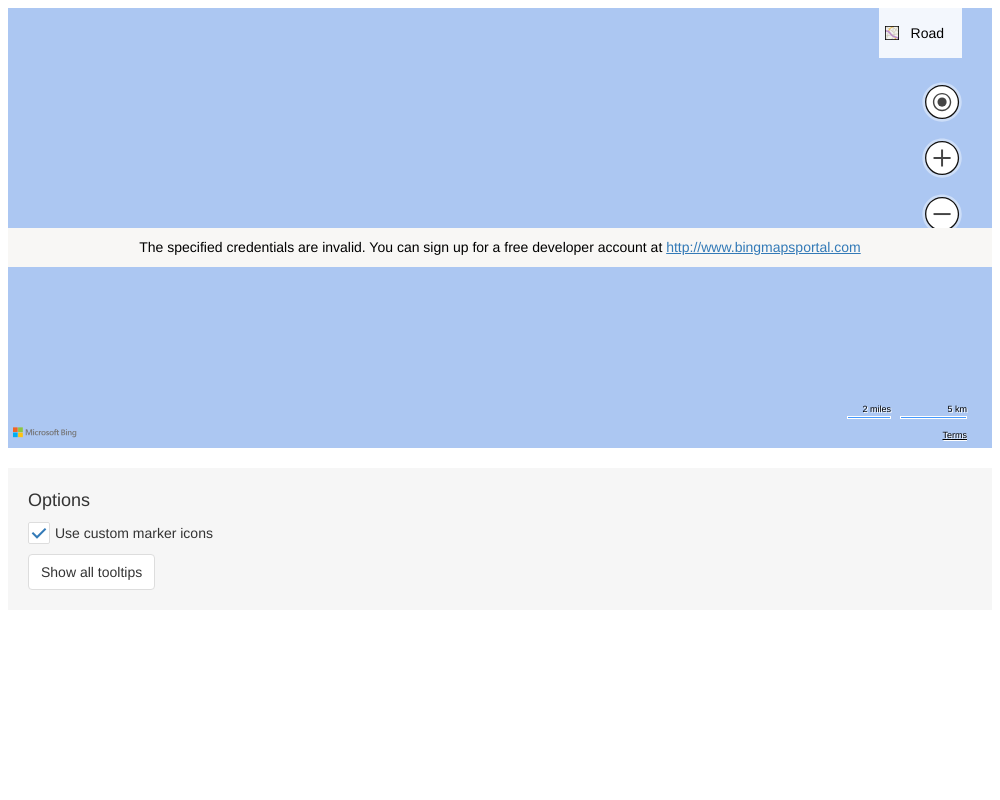 Road
The specified credentials are invalid. You can sign up for a free developer account at http://www.bingmapsportal.com
2 miles 5 km
Microsoft Bing
Terms
Options
Use custom marker icons
Show all tooltips